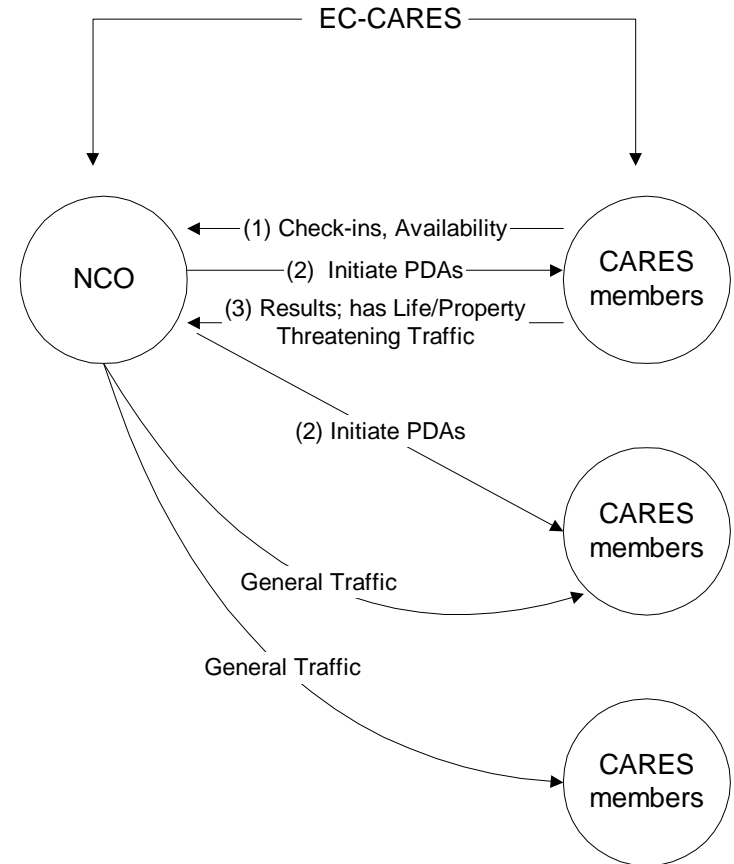 EC-CARES
NCO
(1) Check-ins, Availability
(2) Initiate PDAs
(3) Results; has Life/Property
Threatening Traffic
CARES
members
(2) Initiate PDAs
CARES
members
General Traffic
General Traffic
CARES
members